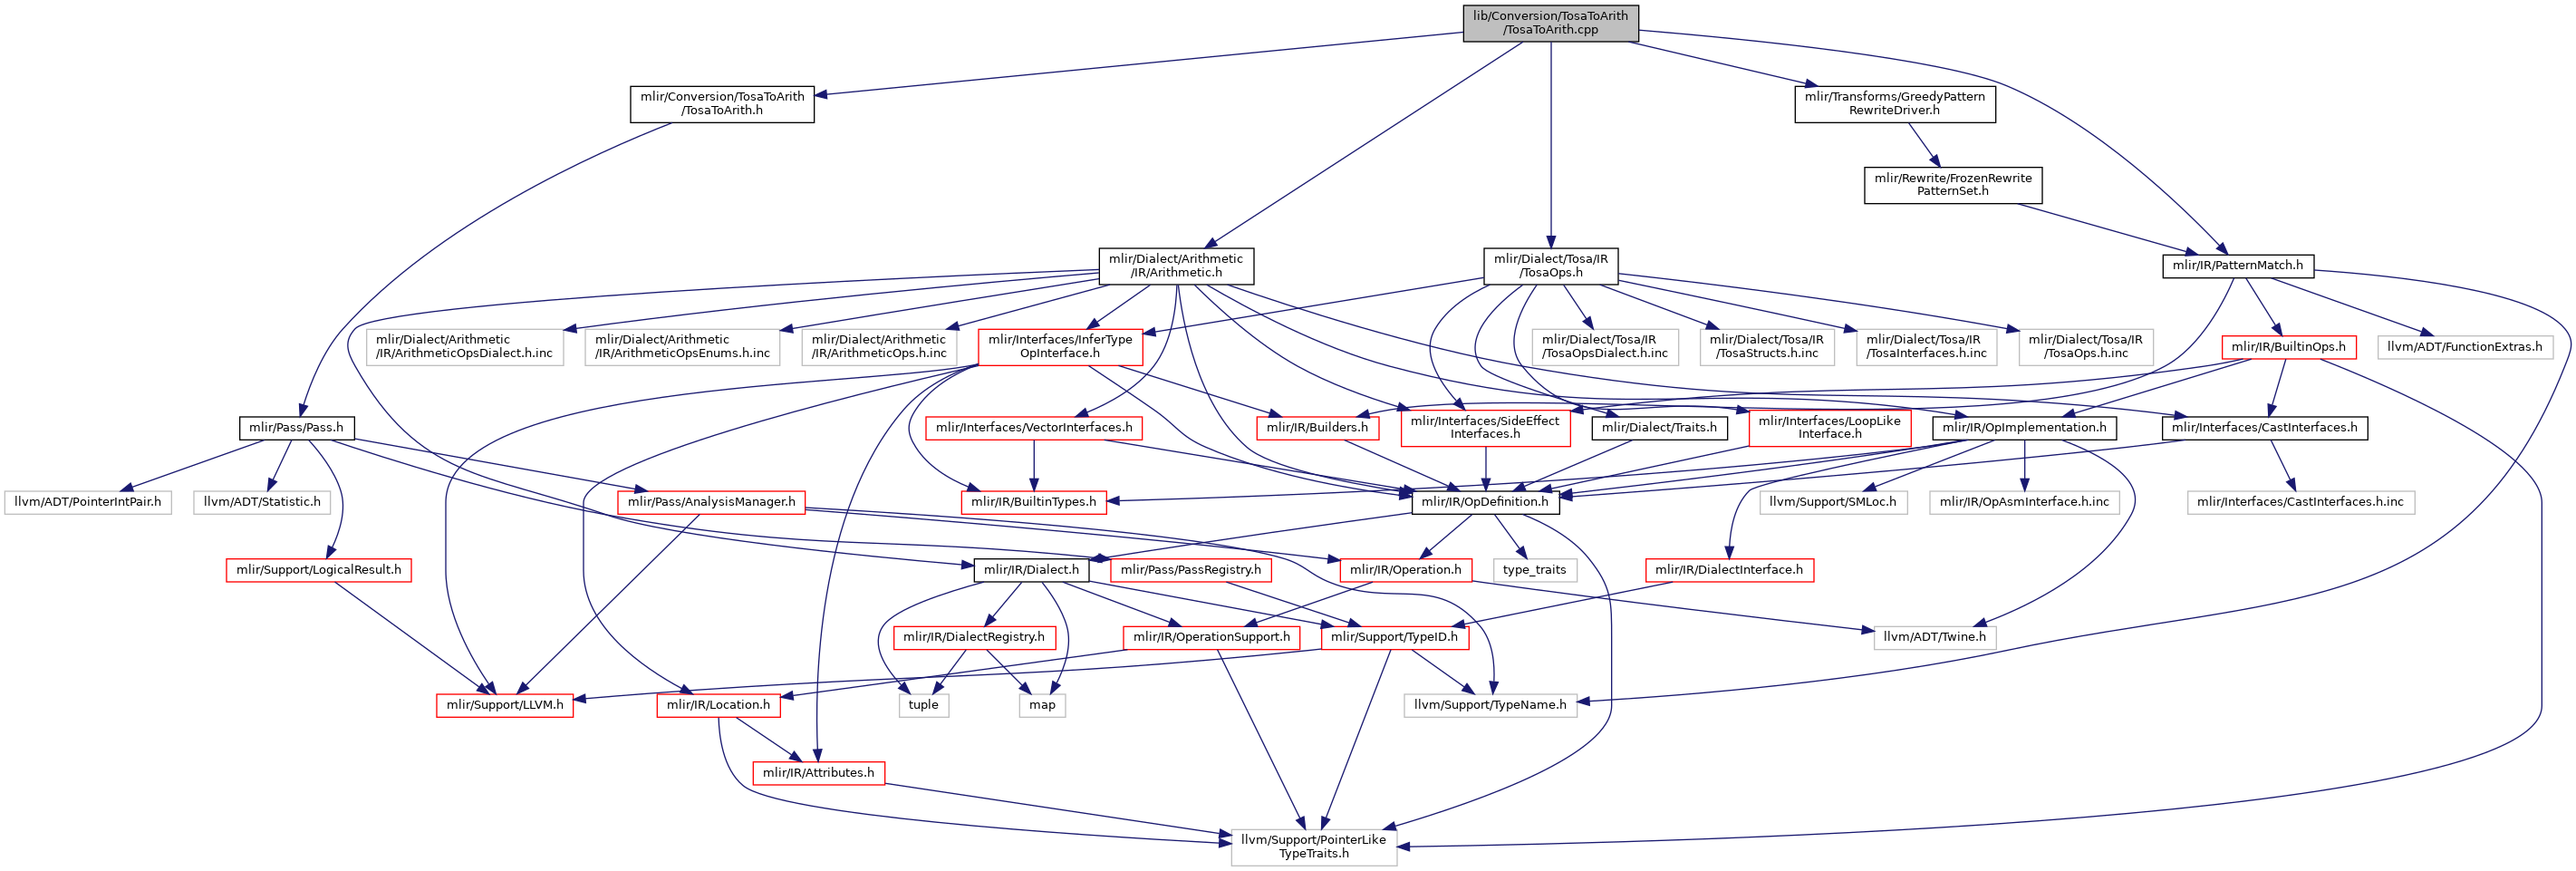 lib/Conversion/TosaToArith
/TosaToArith.cpp
mlir/Conversion/TosaToArith
/TosaToArith.h
mlir/Transforms/GreedyPattern
RewriteDriver.h
mlir/Rewrite/FrozenRewrite
PatternSet.h
mlir/Dialect/Arithmetic
/IR/Arithmetic.h
mlir/Dialect/Tosa/IR
/TosaOps.h
mlir/IR/PatternMatch.h
mlir/Dialect/Arithmetic
/IR/ArithmeticOpsDialect.h.inc
mlir/Dialect/Arithmetic
/IR/ArithmeticOpsEnums.h.inc
mlir/Dialect/Arithmetic
/IR/ArithmeticOps.h.inc
mlir/Interfaces/InferType
OpInterface.h
mlir/Dialect/Tosa/IR
/TosaOpsDialect.h.inc
mlir/Dialect/Tosa/IR
/TosaStructs.h.inc
mlir/Dialect/Tosa/IR
/TosaInterfaces.h.inc
mlir/Dialect/Tosa/IR
/TosaOps.h.inc
mlir/IR/BuiltinOps.h
llvm/ADT/FunctionExtras.h
mlir/Pass/Pass.h
mlir/Interfaces/VectorInterfaces.h
mlir/IR/Builders.h
mlir/Interfaces/SideEffect
Interfaces.h
mlir/Dialect/Traits.h
mlir/Interfaces/LoopLike
Interface.h
mlir/IR/OpImplementation.h
mlir/Interfaces/CastInterfaces.h
llvm/ADT/PointerIntPair.h
llvm/ADT/Statistic.h
mlir/Pass/AnalysisManager.h
mlir/IR/BuiltinTypes.h
mlir/IR/OpDefinition.h
llvm/Support/SMLoc.h
mlir/IR/OpAsmInterface.h.inc
mlir/Interfaces/CastInterfaces.h.inc
mlir/Support/LogicalResult.h
mlir/IR/Dialect.h
mlir/Pass/PassRegistry.h
mlir/IR/Operation.h
type_traits
mlir/IR/DialectInterface.h
mlir/IR/DialectRegistry.h
mlir/IR/OperationSupport.h
mlir/Support/TypeID.h
llvm/ADT/Twine.h
mlir/Support/LLVM.h
mlir/IR/Location.h
tuple
map
llvm/Support/TypeName.h
mlir/IR/Attributes.h
llvm/Support/PointerLike
TypeTraits.h